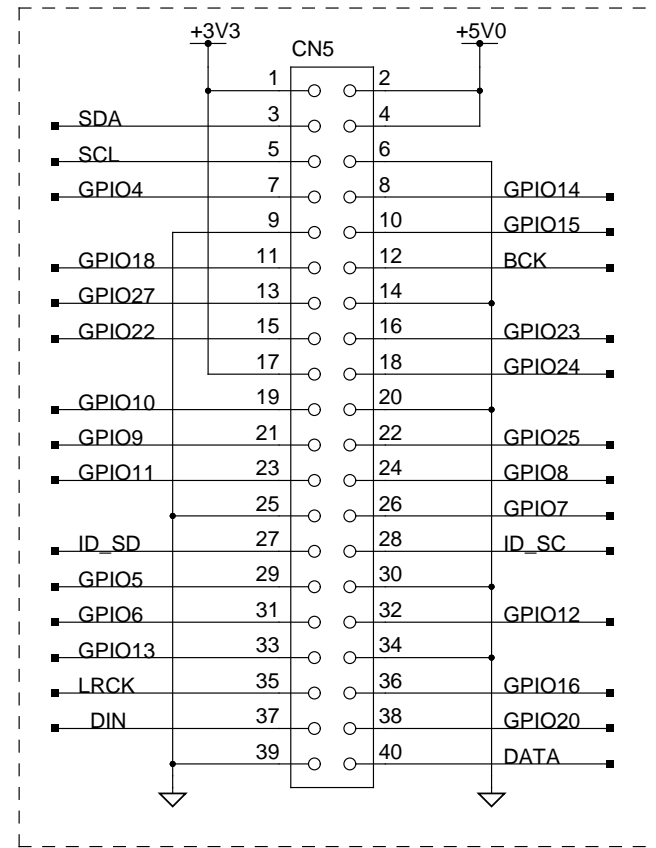 +3V3 +5V0
CN5
1 2
SDA 3 4
SCL 5 6
GPIO4 7 8 GPIO14
9 10 GPIO15
GPIO18 11 12 BCK
GPIO27 13 14
GPIO22 15 16 GPIO23
17 18 GPIO24
GPIO10 19 20
GPIO9 21 22 GPIO25
GPIO11 23 24 GPIO8
25 26 GPIO7
ID_SD 27 28 ID_SC
GPIO5 29 30
GPIO6 31 32 GPIO12
GPIO13 33 34
LRCK 35 36 GPIO16
DIN 37 38 GPIO20
39 40 DATA